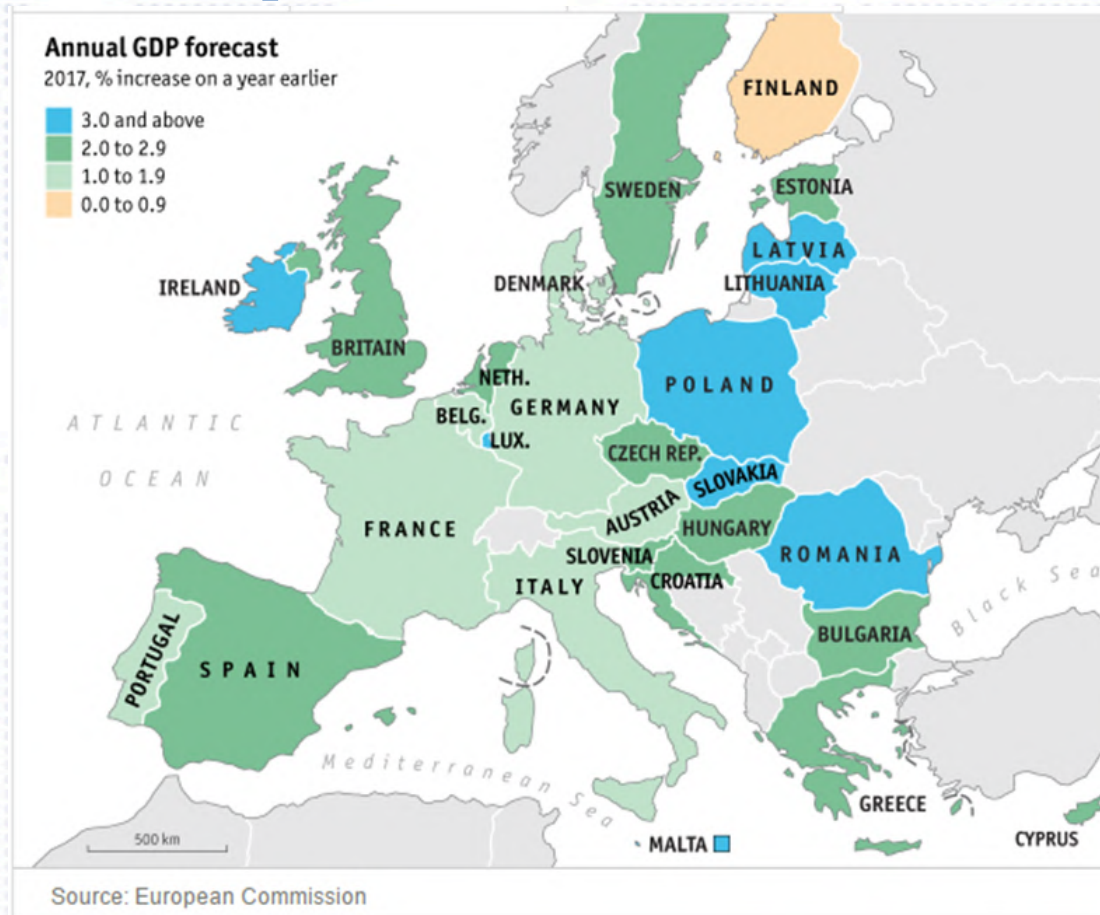 Annual GDP forecast
2017, % increase on a year earlier
3.0 and above
2.0 to 2.9
1.0 to 1.9
0.0 to 0.9
FINLAND
SWEDEN
ESTONIA
LATVIA
LITHUANIA
IRELAND
DENMARK
BRITAIN
NETH.
POLAND
BELG.
GERMANY
ATLANTIC
OCEAN
LUX.
CZECH REP.
SLOVAKIA
FRANCE
AUSTRIA
HUNGARY
SLOVENIA
ROMANIA
ITALY
CROATIA
Black Sea
BULGARIA
PORTUGAL
SPAIN
Mediterranean Sea
GREECE
500 km
MALTA
CYPRUS
Source: European Commission